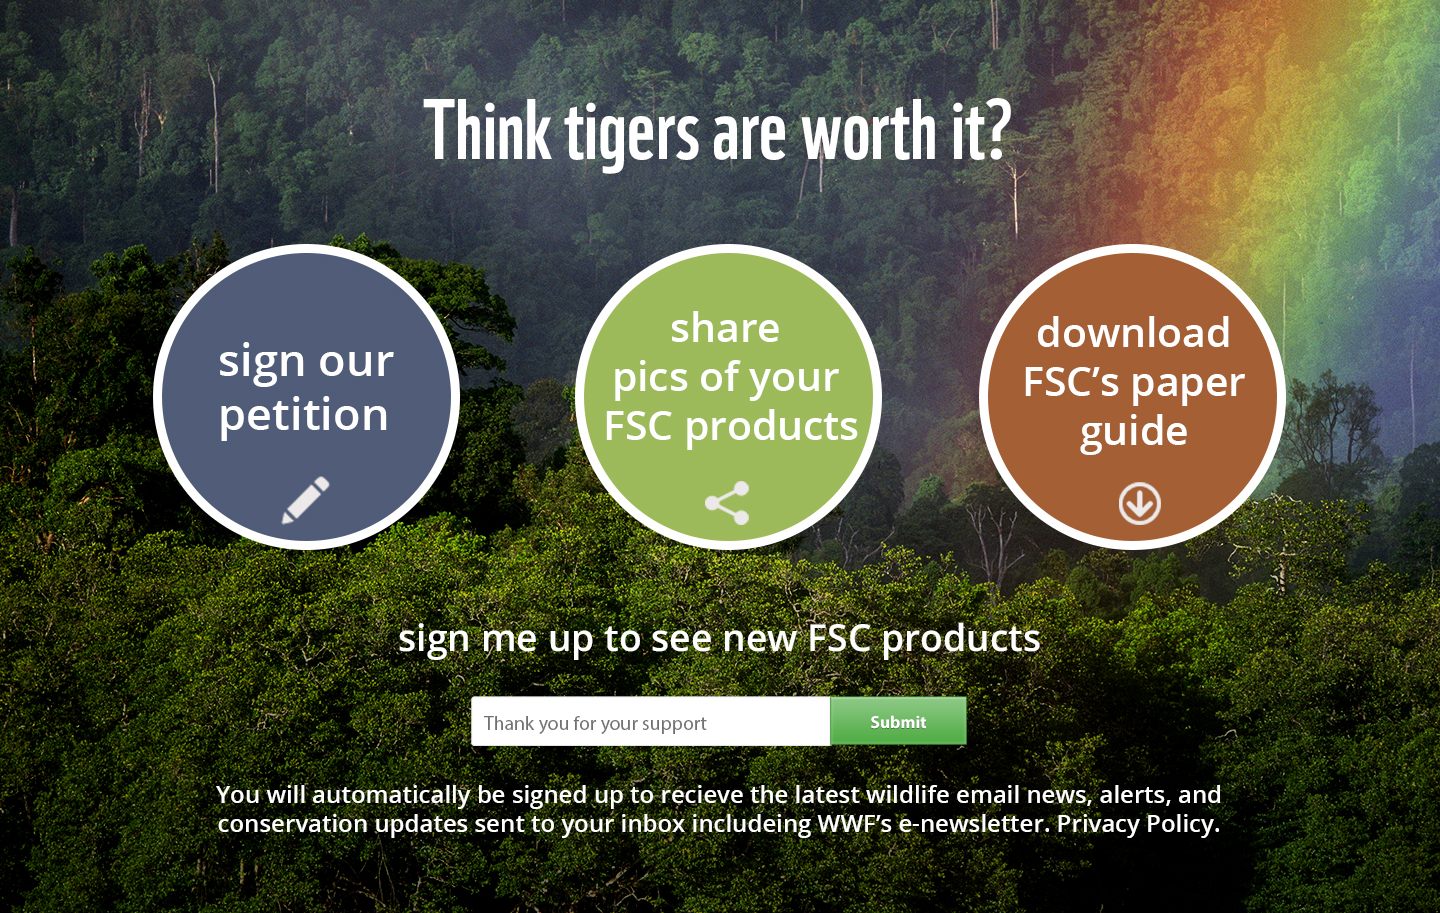 Think tigers are worth it?
sign our
petition
share
pics of your
FSC products
download
FSC’s paper
guide
sign me up to see new FSC products
Thank you for your support
Submit
You will automatically be signed up to recieve the latest wildlife email news, alerts, and
conservation updates sent to your inbox includeing WWF’s e-newsletter. Privacy Policy.